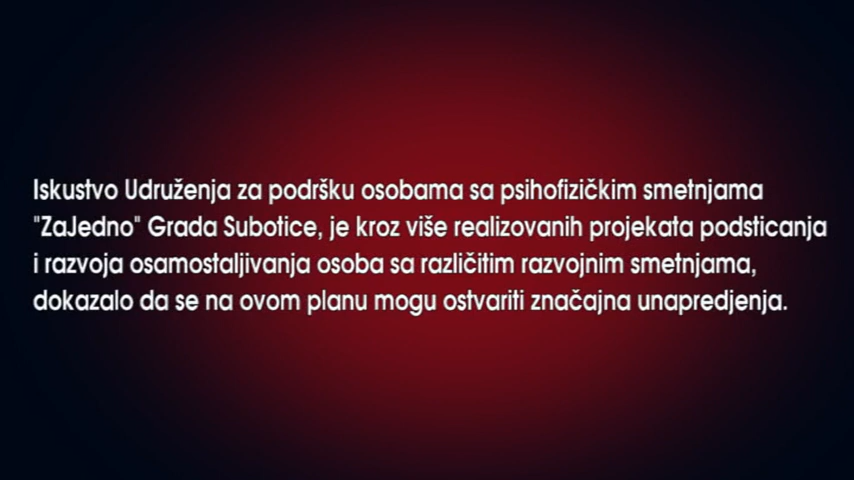 Iskustvo Udruženja za podršku osobama sa psihofizičkim smetnjama
"ZaJedno" Grada Subotice, je kroz više realizovanih projekata podsticanja
i razvoja osamostaljivanja osoba sa različitim razvojnim smetnjama,
dokazalo da se na ovom planu mogu ostvariti značajna unapredjenja.